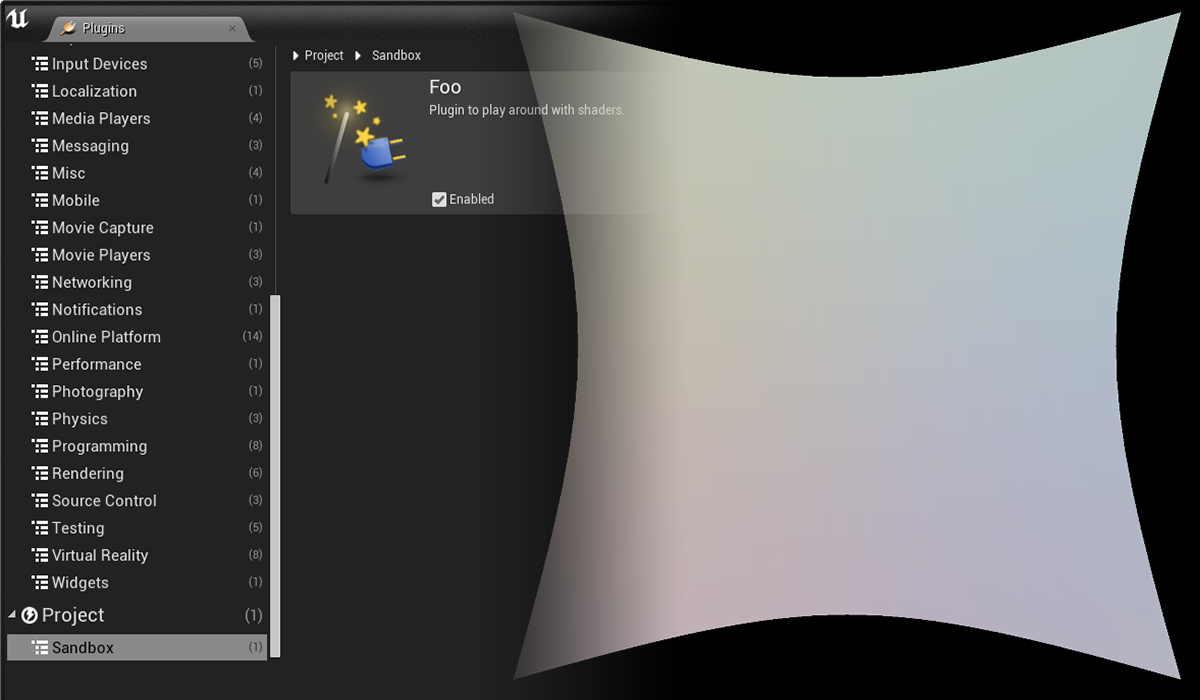 Plugins
Input Devices (5)
Localization (1)
Media Players (4)
Messaging (3)
Misc (4)
Mobile (1)
Movie Capture (1)
Movie Players (3)
Networking (3)
Notifications (1)
Online Platform (14)
Performance (1)
Photography (1)
Physics (3)
Programming (8)
Rendering (6)
Source Control (3)
Testing (5)
Virtual Reality (8)
Widgets (1)
Project (1)
Sandbox (1)
Project Sandbox
Foo
Plugin to play around with shaders.
Enabled